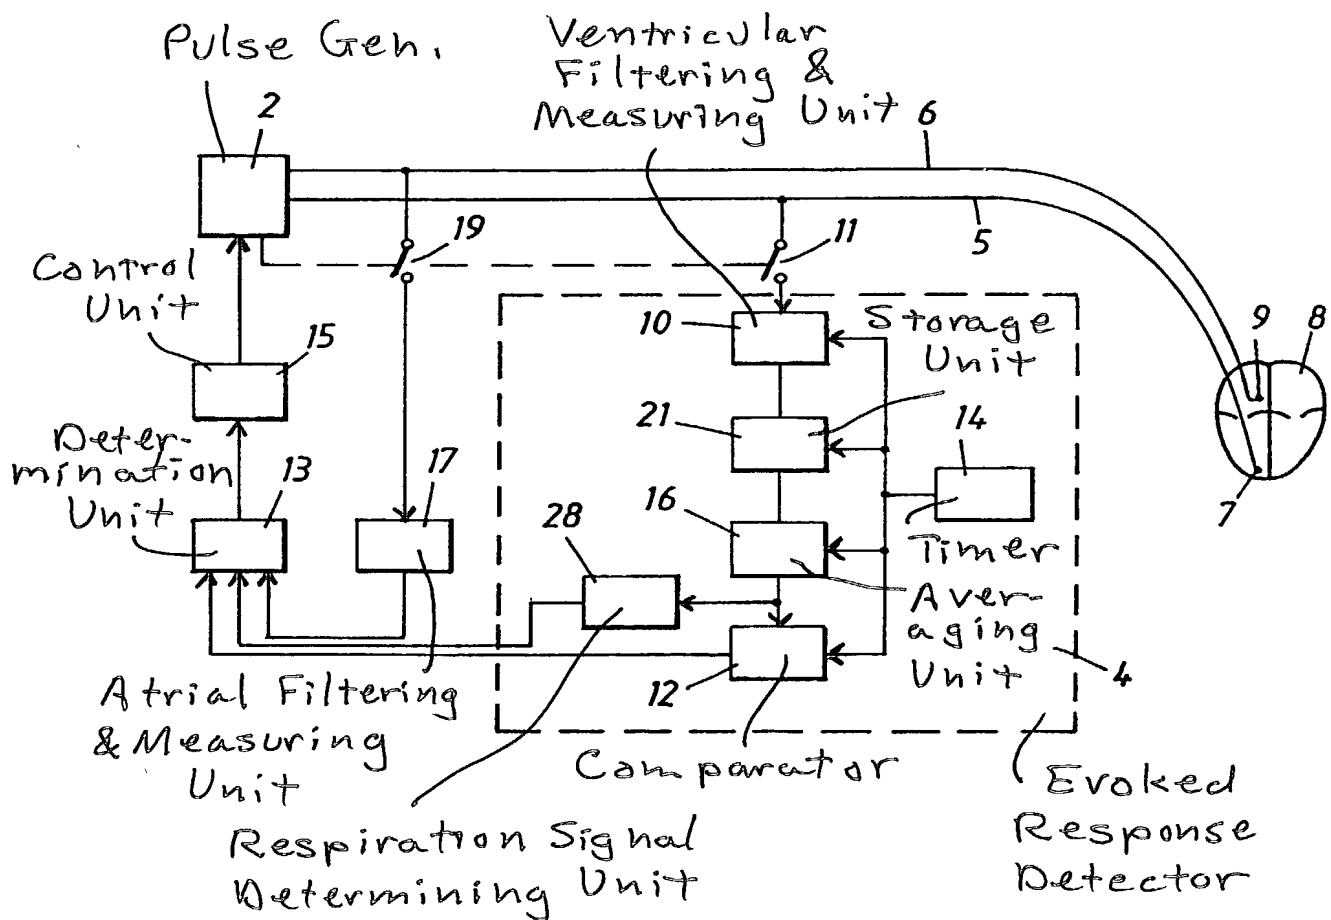 Pulse Gen.
Ventricular
Filtering &
Measuring Unit
2
6
5
19
11
Control
Unit
15
10
Storage
Unit
9
8
7
21
14
Deter-
mination
Unit
13
17
16
28
Timer
Aver-
aging
Unit
12
4
Atrial Filtering
& Measuring
Unit
Comparator
Respiration Signal
Determining Unit
Evoked
Response
Detector